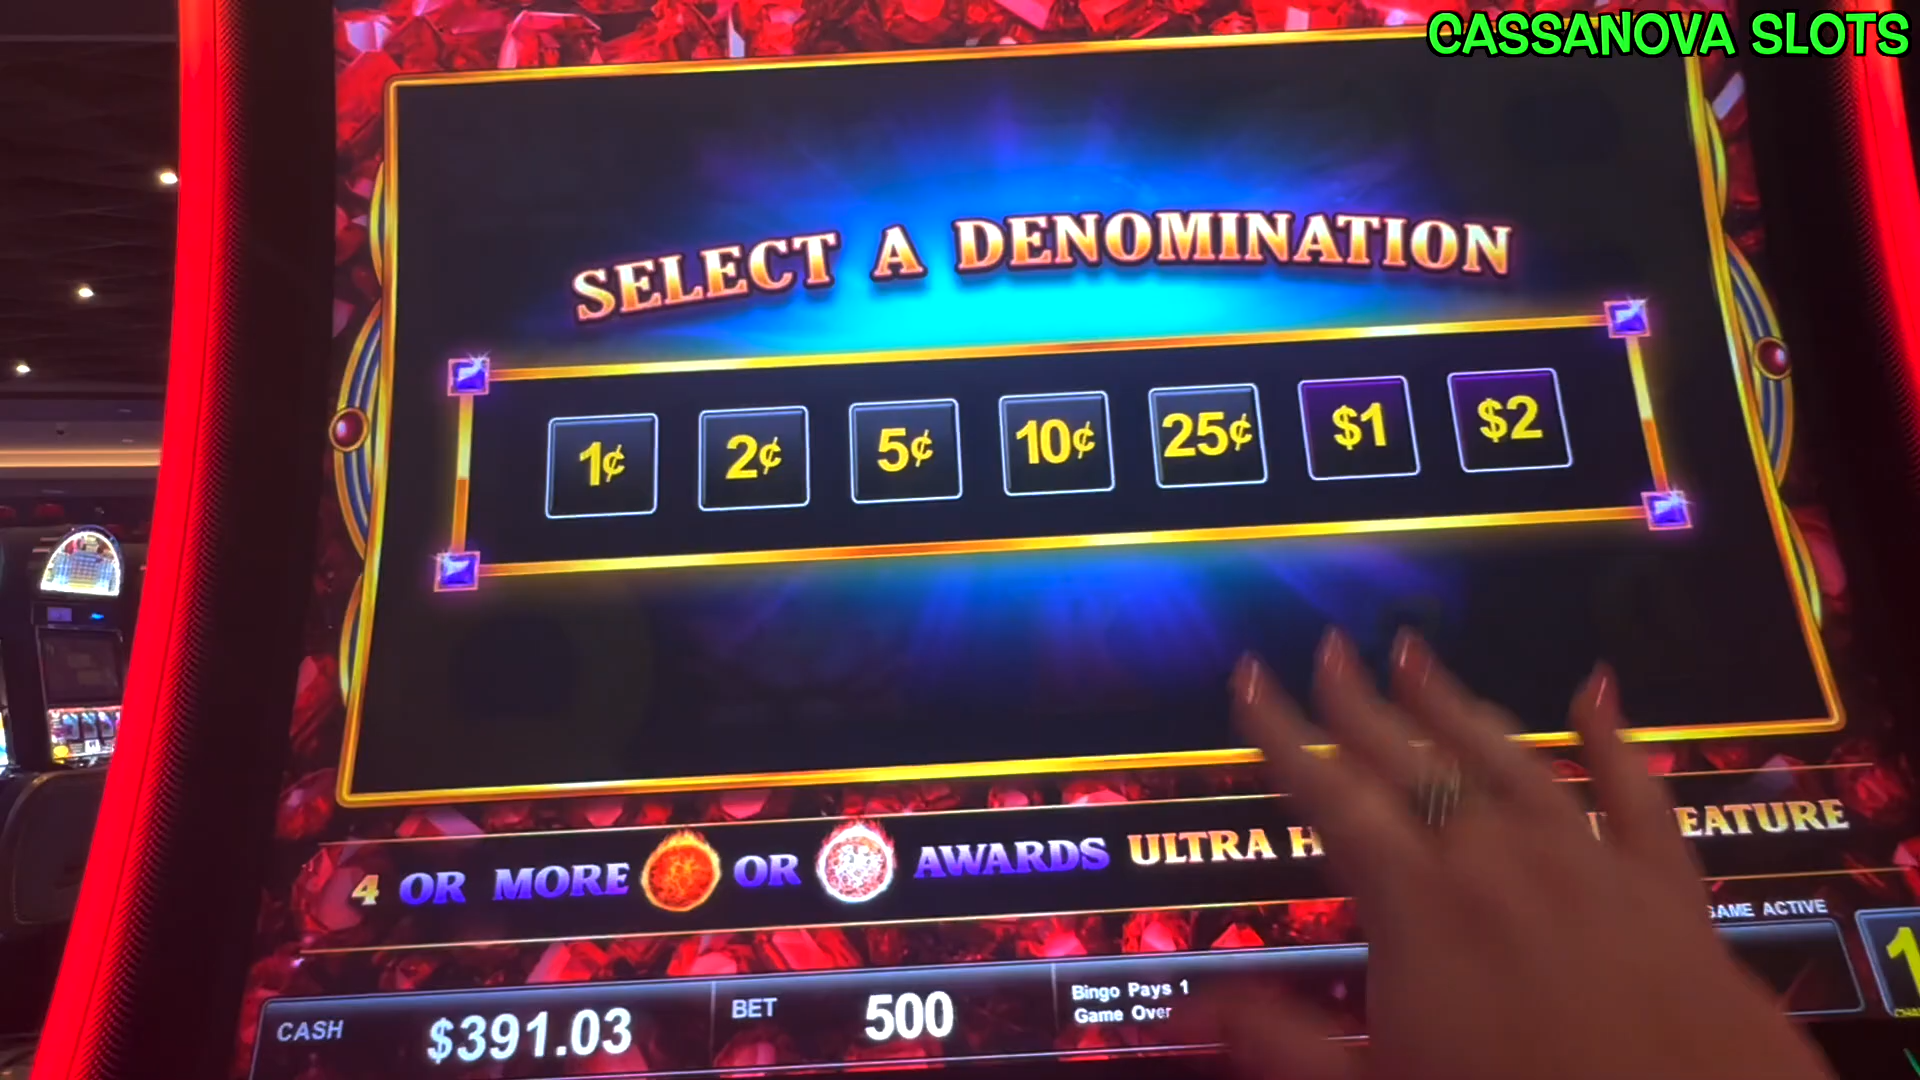 CASSANOVA SLOTS
SELECT A DENOMINATION
1¢ 2¢ 5¢ 10¢ 25¢ $1 $2
4 OR MORE OR AWARDS ULTRA
GAME ACTIVE
CASH $391.03 BET 500
Bingo Pays 1
Game Over